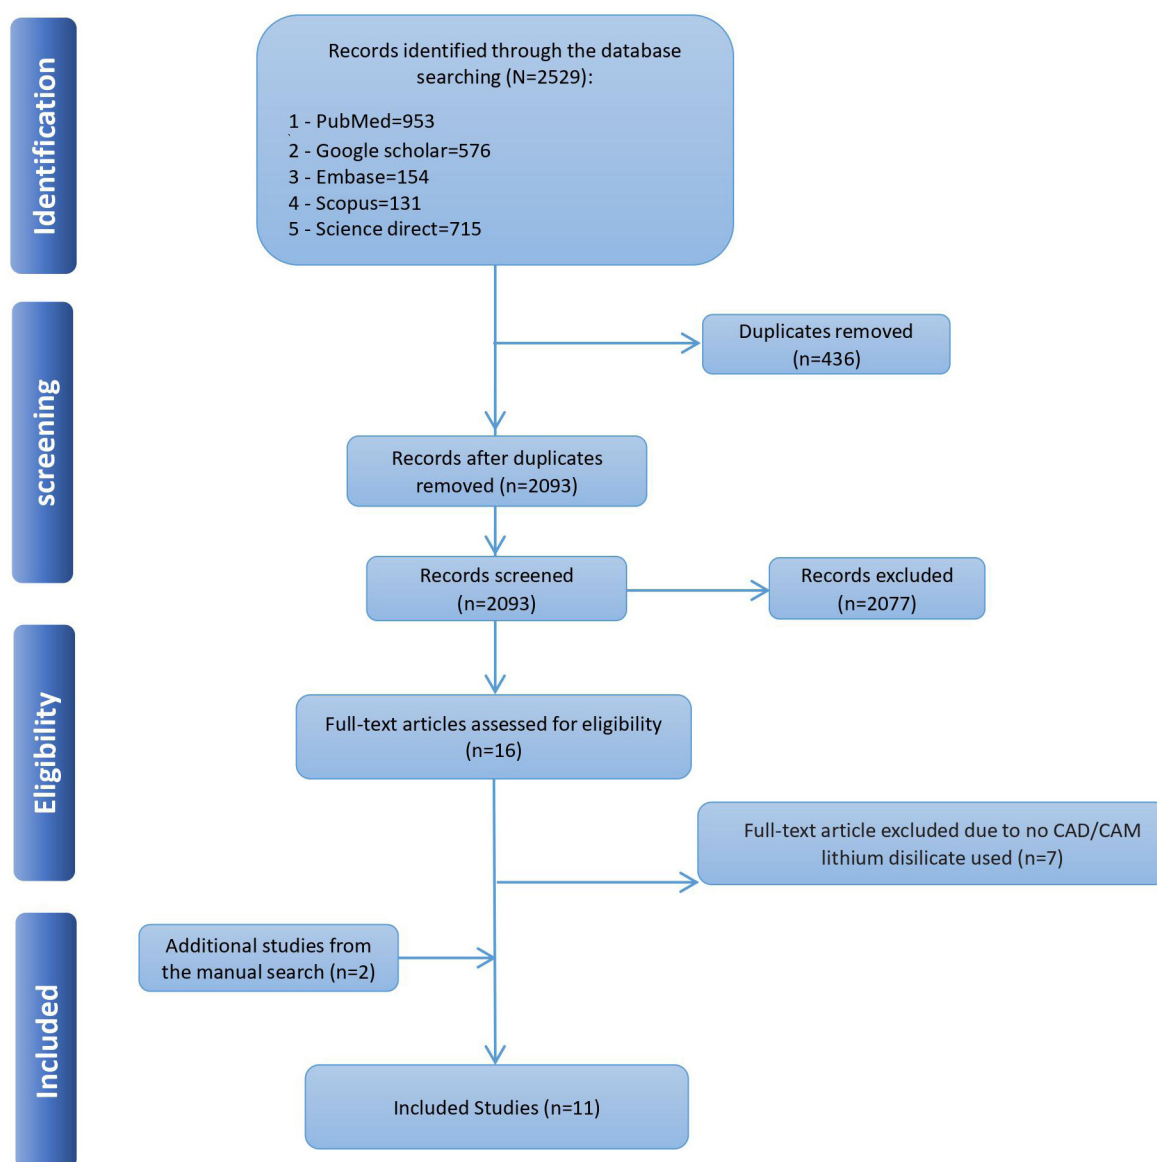 Identification
Records identified through the database
searching (N=2529):
1 - PubMed=953
2 - Google scholar=576
3 - Embase=154
4 - Scopus=131
5 - Science direct=715
screening
Duplicates removed
(n=436)
Records after duplicates
removed (n=2093)
Records screened
(n=2093)
Records excluded
(n=2077)
Eligibility
Full-text articles assessed for eligibility
(n=16)
Full-text article excluded due to no CAD/CAM
lithium disilicate used (n=7)
Included
Additional studies from
the manual search (n=2)
Included Studies (n=11)